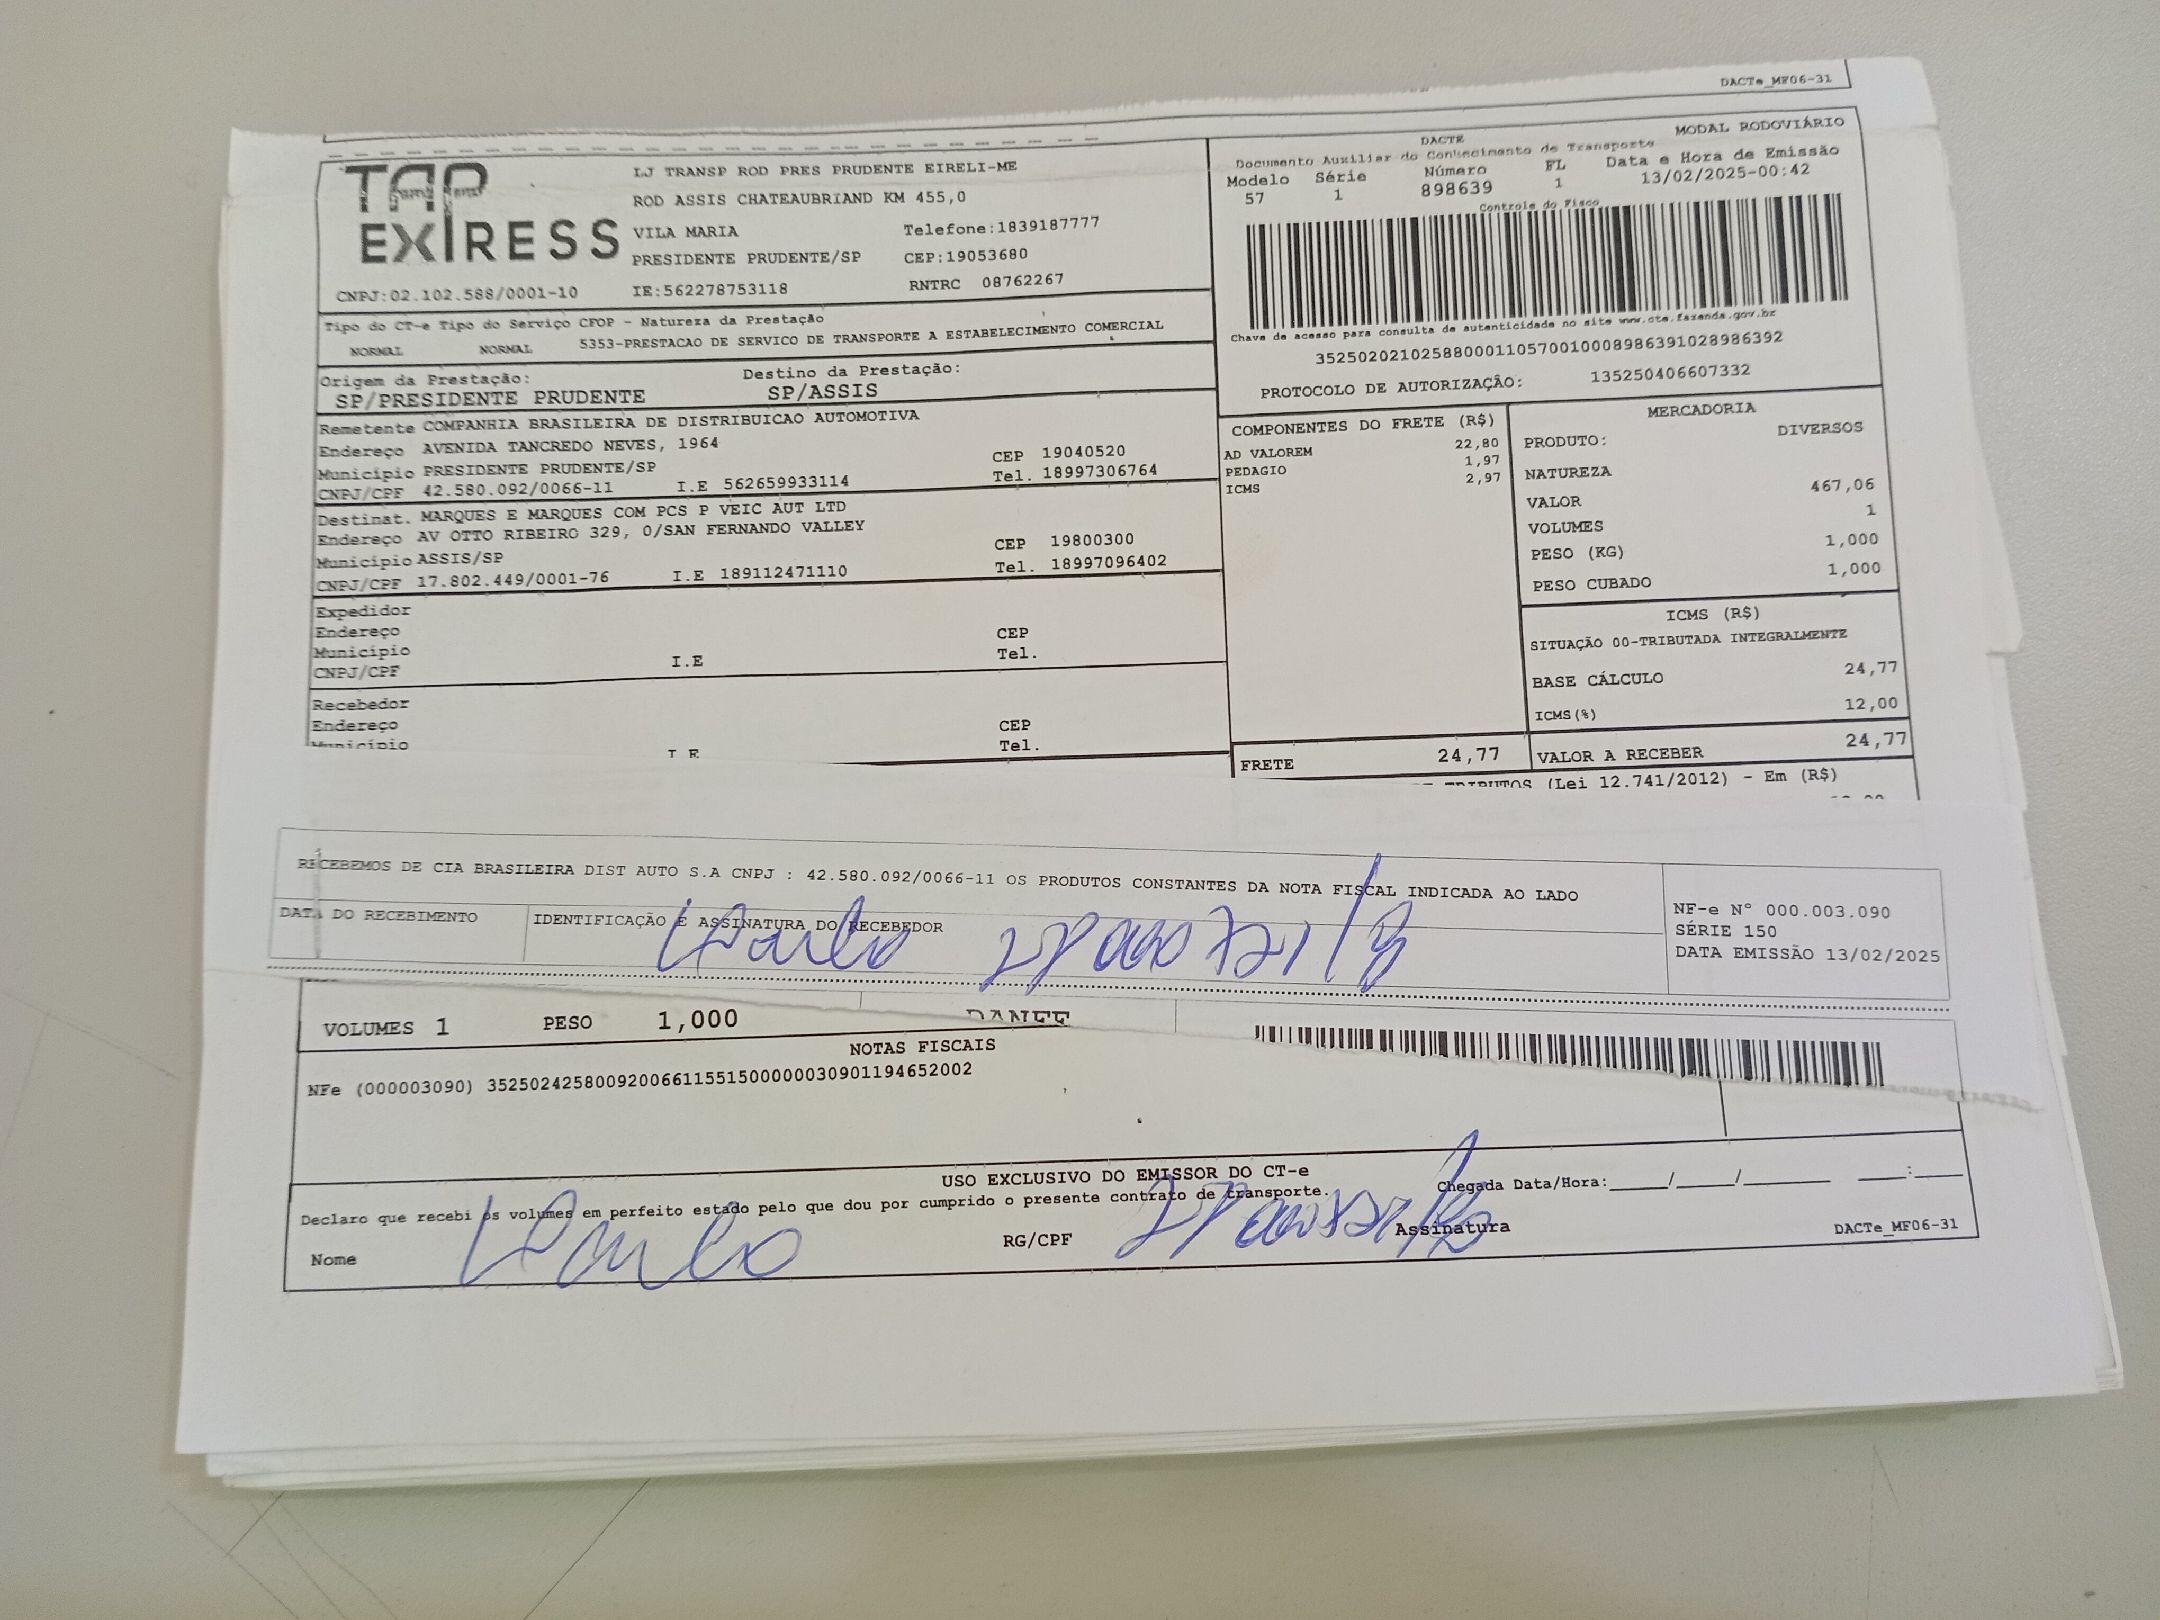 DACTe_MF06-31
TAP
EXPRESS
LJ TRANSP ROD PRES PRUDENTE EIRELI-ME
ROD ASSIS CHATEAUBRIAND KM 455,0
VILA MARIA Telefone:1839187777
PRESIDENTE PRUDENTE/SP CEP:19053680
CNPJ:02.102.588/0001-10 IE:562278753118 RNTRC 08762267
DACTE MODAL RODOVIÁRIO
Documento Auxiliar do Conhecimento de Transporte
Modelo Série Número FL Data e Hora de Emissão
57 1 898639 1 13/02/2025-00:42
Controle do Fisco
Chave de acesso para consulta de autenticidade no site www.cte.fazenda.gov.br
35250202102588000110570010008986391028986392
PROTOCOLO DE AUTORIZAÇÃO: 135250406607332
Tipo do CT-e Tipo do Serviço CFOP - Natureza da Prestação
NORMAL NORMAL 5353-PRESTACAO DE SERVICO DE TRANSPORTE A ESTABELECIMENTO COMERCIAL
Origem da Prestação: Destino da Prestação:
SP/PRESIDENTE PRUDENTE SP/ASSIS
Remetente COMPANHIA BRASILEIRA DE DISTRIBUICAO AUTOMOTIVA
Endereço AVENIDA TANCREDO NEVES, 1964 CEP 19040520
Município PRESIDENTE PRUDENTE/SP Tel. 18997306764
CNPJ/CPF 42.580.092/0066-11 I.E 562659933114
Destinat. MARQUES E MARQUES COM PCS P VEIC AUT LTD
Endereço AV OTTO RIBEIRO 329, 0/SAN FERNANDO VALLEY CEP 19800300
Município ASSIS/SP Tel. 18997096402
CNPJ/CPF 17.802.449/0001-76 I.E 189112471110
Expedidor
Endereço CEP
Município Tel.
CNPJ/CPF I.E
Recebedor
Endereço CEP
Município I E Tel.
COMPONENTES DO FRETE (R$)
AD VALOREM 22,80
PEDAGIO 1,97
ICMS 2,97
FRETE 24,77
MERCADORIA
PRODUTO: DIVERSOS
NATUREZA
VALOR 467,06
VOLUMES 1
PESO (KG) 1,000
PESO CUBADO 1,000
ICMS (R$)
SITUAÇÃO 00-TRIBUTADA INTEGRALMENTE
BASE CÁLCULO 24,77
ICMS(%) 12,00
VALOR A RECEBER 24,77
TRIBUTOS (Lei 12.741/2012) - Em (R$)
RECEBEMOS DE CIA BRASILEIRA DIST AUTO S.A CNPJ : 42.580.092/0066-11 OS PRODUTOS CONSTANTES DA NOTA FISCAL INDICADA AO LADO
DATA DO RECEBIMENTO IDENTIFICAÇÃO E ASSINATURA DO RECEBEDOR
NF-e N° 000.003.090
SÉRIE 150
DATA EMISSÃO 13/02/2025
VOLUMES 1 PESO 1,000 DANFE
NOTAS FISCAIS
NFe (000003090) 35250242580092006611551500000030901194652002
USO EXCLUSIVO DO EMISSOR DO CT-e
Declaro que recebi os volumes em perfeito estado pelo que dou por cumprido o presente contrato de transporte. Chegada Data/Hora:_____/_____/________ ____:____
Nome RG/CPF Assinatura DACTe_MF06-31